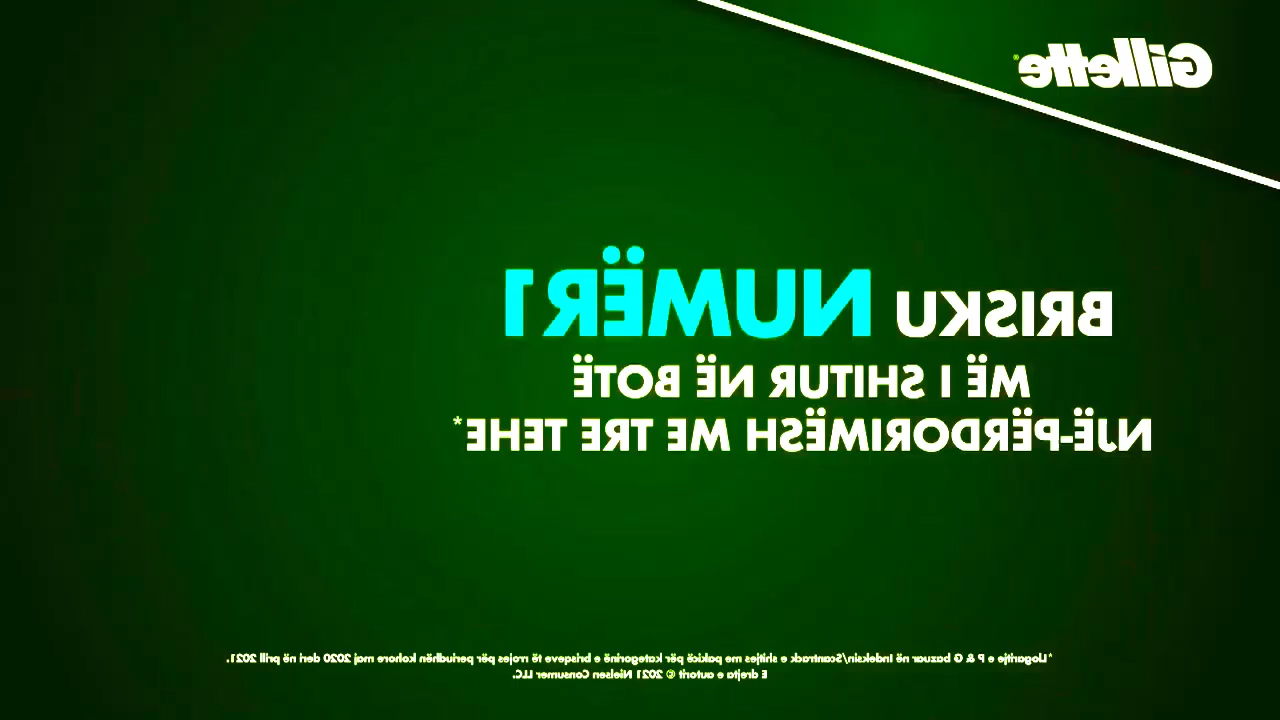 Gillette®
BRISKU NUMËR1
MË I SHITUR NË BOTË
NJË-PËRDORIMËSH ME TRE TEHE*
*Llogaritje e P & G bazuar në Indeksin/Scantrack e shitjes me pakicë për kategorinë e brisqeve të rrojes për periudhën kohore maj 2020 deri në prill 2021.
E drejta e autorit © 2021 Nielsen Consumer LLC.